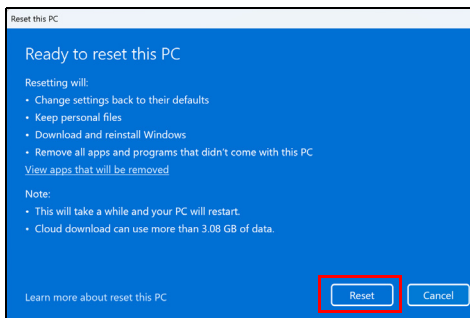 Reset this PC
Ready to reset this PC
Resetting will:
• Change settings back to their defaults
• Keep personal files
• Download and reinstall Windows
• Remove all apps and programs that didn't come with this PC
View apps that will be removed
Note:
• This will take a while and your PC will restart.
• Cloud download can use more than 3.08 GB of data.
Learn more about reset this PC
Reset
Cancel